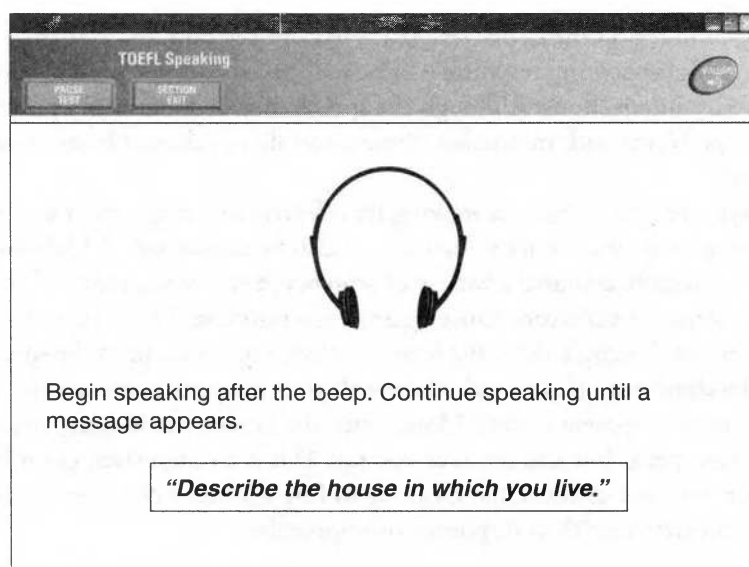 TOEFL Speaking
PAUSE
TEST
SECTION
EXIT
VOLUME
Begin speaking after the beep. Continue speaking until a
message appears.
“Describe the house in which you live.”